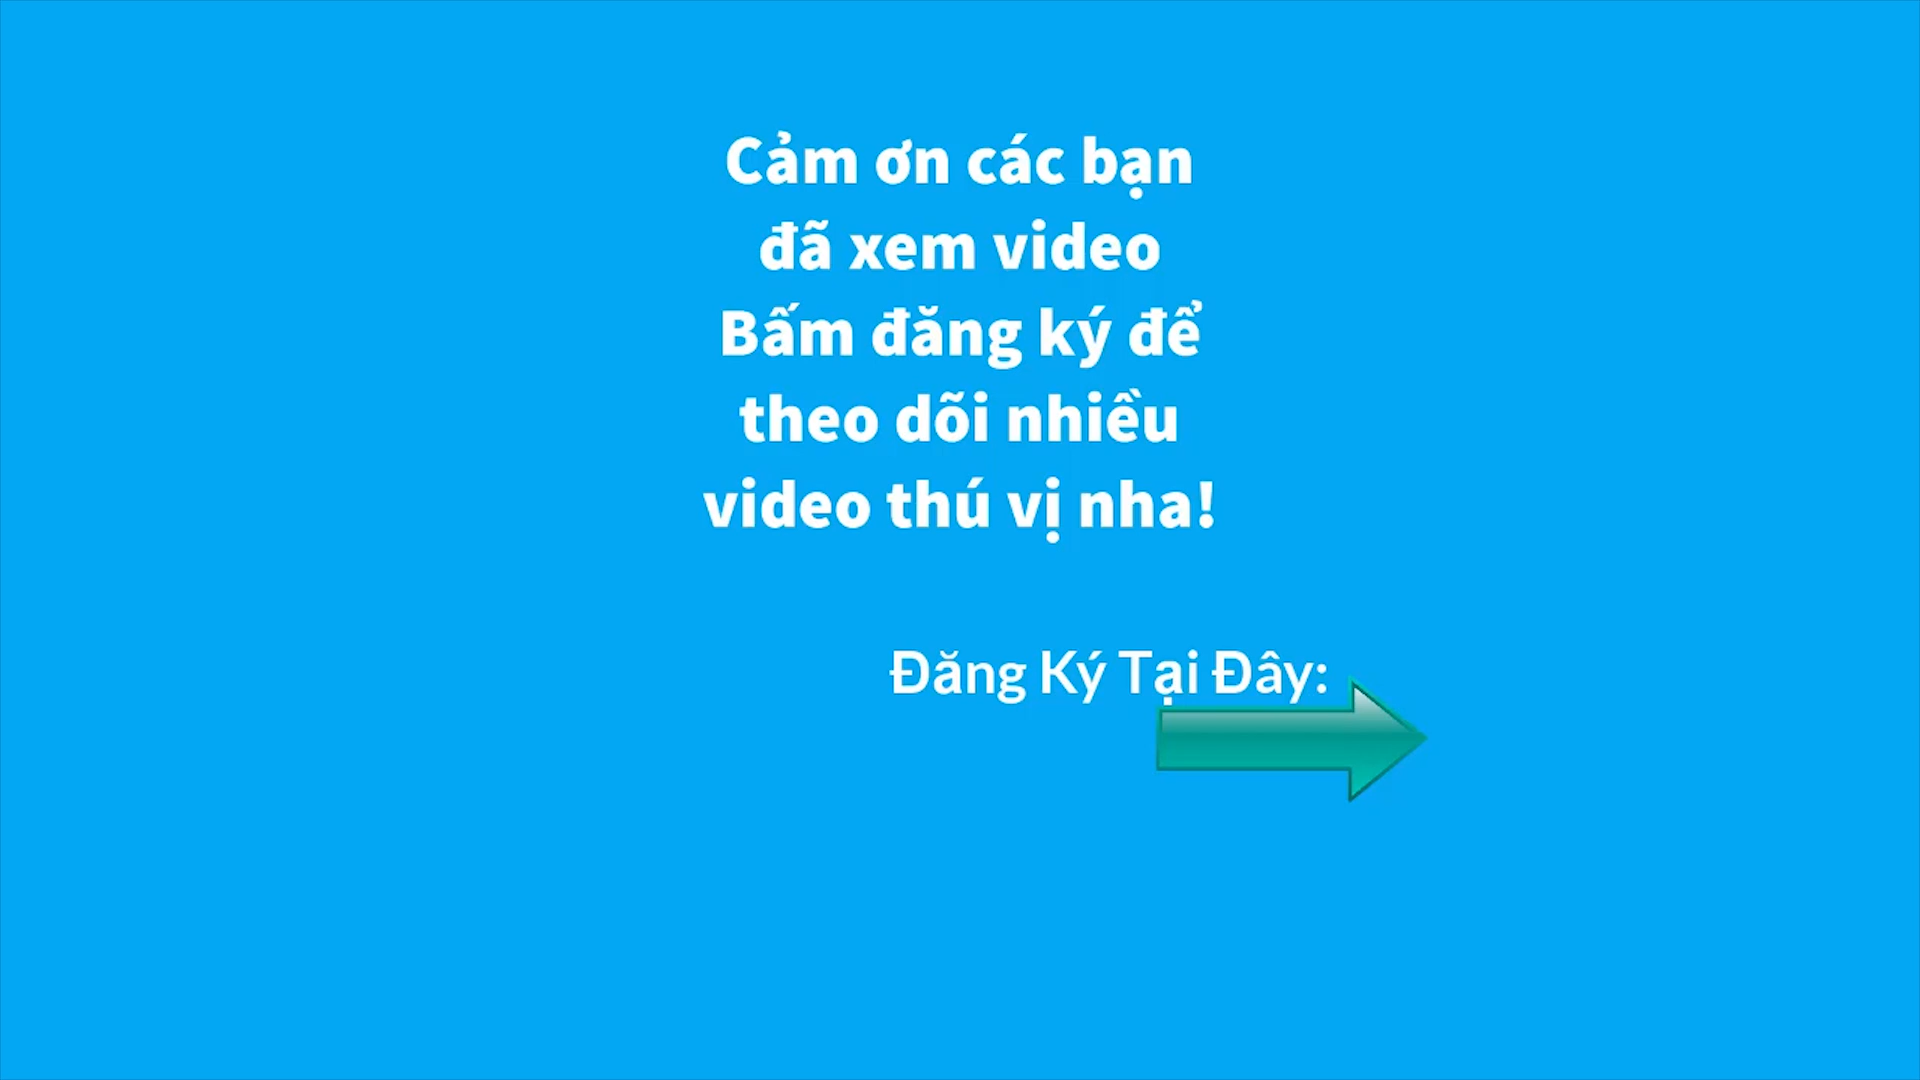 Cảm ơn các bạn
đã xem video
Bấm đăng ký để
theo dõi nhiều
video thú vị nha!
Đăng Ký Tại Đây: